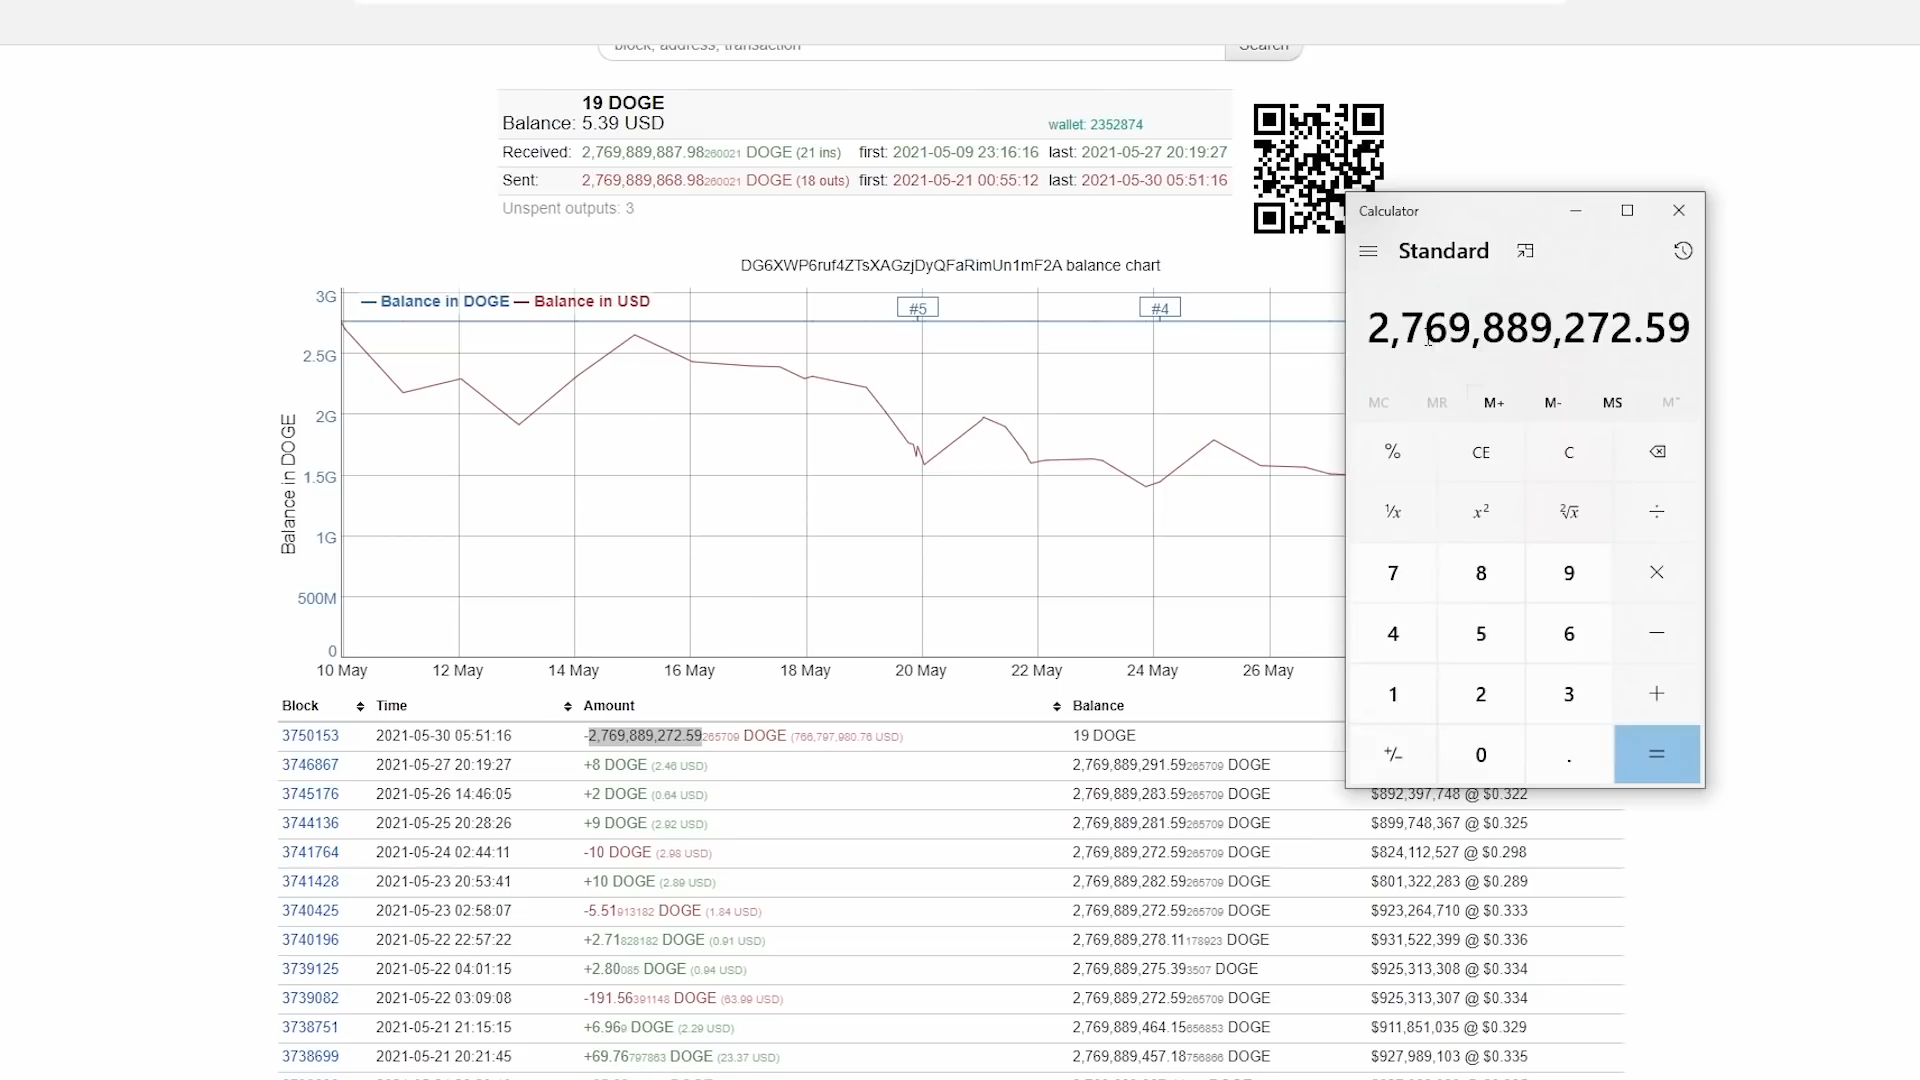 block, address, transaction Search
19 DOGE
Balance: 5.39 USD wallet: 2352874
Received: 2,769,889,887.98260021 DOGE (21 ins) first: 2021-05-09 23:16:16 last: 2021-05-27 20:19:27
Sent: 2,769,889,868.98260021 DOGE (18 outs) first: 2021-05-21 00:55:12 last: 2021-05-30 05:51:16
Unspent outputs: 3
DG6XWP6ruf4ZTsXAGzjDyQFaRimUn1mF2A balance chart
Balance in DOGE Balance in USD
#5 #4
3G
2.5G
2G
1.5G
1G
500M
0
Balance in DOGE
10 May 12 May 14 May 16 May 18 May 20 May 22 May 24 May 26 May
Calculator
Standard
2,769,889,272.59
MC MR M+ M- MS M˅
% CE C
¹/x x² ²√x ÷
7 8 9 ×
4 5 6 −
1 2 3 +
+/− 0 . =
Block Time Amount Balance
3750153 2021-05-30 05:51:16 -2,769,889,272.59265709 DOGE (766,797,980.76 USD) 19 DOGE
3746867 2021-05-27 20:19:27 +8 DOGE (2.46 USD) 2,769,889,291.59265709 DOGE
3745176 2021-05-26 14:46:05 +2 DOGE (0.64 USD) 2,769,889,283.59265709 DOGE $892,397,748 @ $0.322
3744136 2021-05-25 20:28:26 +9 DOGE (2.92 USD) 2,769,889,281.59265709 DOGE $899,748,367 @ $0.325
3741764 2021-05-24 02:44:11 -10 DOGE (2.98 USD) 2,769,889,272.59265709 DOGE $824,112,527 @ $0.298
3741428 2021-05-23 20:53:41 +10 DOGE (2.89 USD) 2,769,889,282.59265709 DOGE $801,322,283 @ $0.289
3740425 2021-05-23 02:58:07 -5.51913182 DOGE (1.84 USD) 2,769,889,272.59265709 DOGE $923,264,710 @ $0.333
3740196 2021-05-22 22:57:22 +2.71828182 DOGE (0.91 USD) 2,769,889,278.11178923 DOGE $931,522,399 @ $0.336
3739125 2021-05-22 04:01:15 +2.80085 DOGE (0.94 USD) 2,769,889,275.393507 DOGE $925,313,308 @ $0.334
3739082 2021-05-22 03:09:08 -191.56391148 DOGE (63.99 USD) 2,769,889,272.59265709 DOGE $925,313,307 @ $0.334
3738751 2021-05-21 21:15:15 +6.969 DOGE (2.29 USD) 2,769,889,464.15656853 DOGE $911,851,035 @ $0.329
3738699 2021-05-21 20:21:45 +69.76797863 DOGE (23.37 USD) 2,769,889,457.18756866 DOGE $927,989,103 @ $0.335